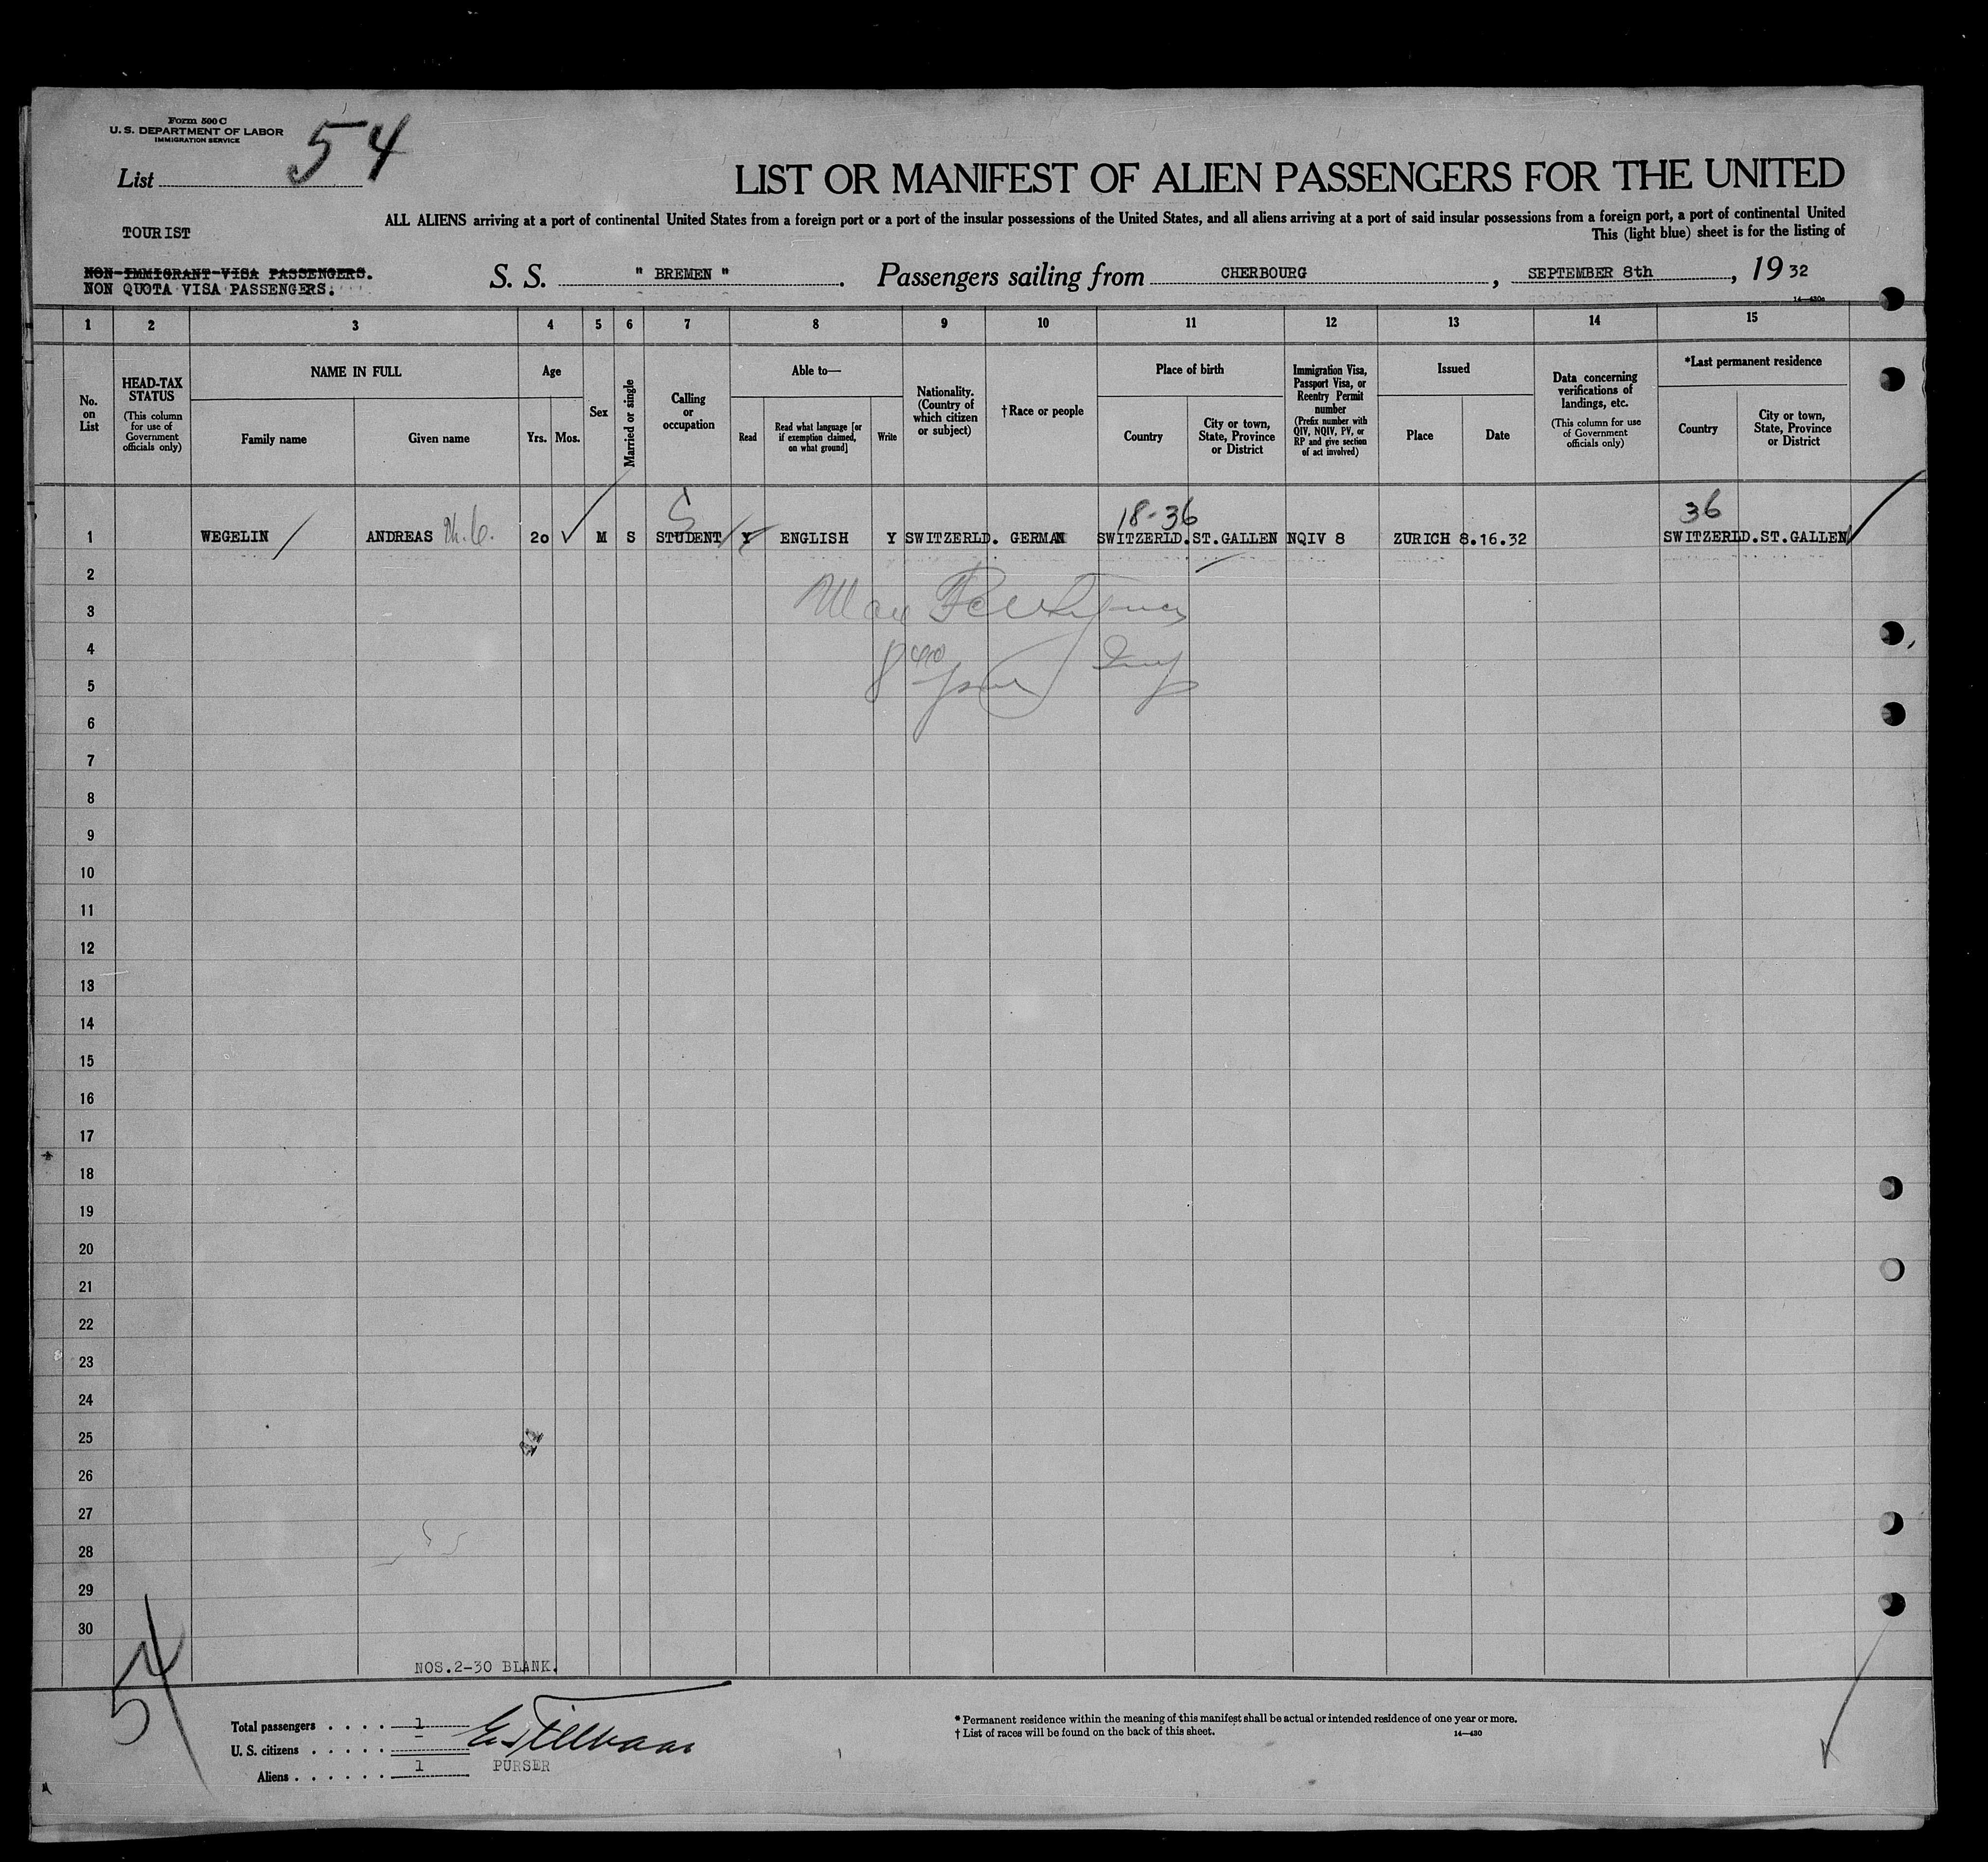 Form 500 C
U. S. DEPARTMENT OF LABOR
IMMIGRATION SERVICE
List 54
LIST OR MANIFEST OF ALIEN PASSENGERS FOR THE UNITED
ALL ALIENS arriving at a port of continental United States from a foreign port or a port of the insular possessions of the United States, and all aliens arriving at a port of said insular possessions from a foreign port, a port of continental United
This (light blue) sheet is for the listing of
TOURIST
NON-IMMIGRANT-VISA PASSENGERS.
NON QUOTA VISA PASSENGERS.
S. S. " BREMEN ". Passengers sailing from CHERBOURG, SEPTEMBER 8th, 19 32
14—430a
1 2 3 4 5 6 7 8 9 10 11 12 13 14 15
No. on List
HEAD-TAX STATUS
(This column for use of Government officials only)
NAME IN FULL
Family name
Given name
Age
Yrs. Mos.
Sex
Married or single
Calling or occupation
Able to—
Read
Read what language [or if exemption claimed, on what ground]
Write
Nationality. (Country of which citizen or subject)
† Race or people
Place of birth
Country
City or town, State, Province or District
Immigration Visa, Passport Visa, or Reentry Permit number
(Prefix number with QIV, NQIV, PV, or RP and give section of act involved)
Issued
Place
Date
Data concerning verifications of landings, etc.
(This column for use of Government officials only)
*Last permanent residence
Country
City or town, State, Province or District
S 18-36 36
1 WEGELIN ANDREAS 20 M S STUDENT Y ENGLISH Y SWITZERLD. GERMAN SWITZERLD. ST.GALLEN NQIV 8 ZURICH 8.16.32 SWITZERLD. ST.GALLEN
2
3
4
5
6
7
8
9
10
11
12
13
14
15
16
17
18
19
20
21
22
23
24
25
26
27
28
29
30
NOS.2-30 BLANK.
54
Total passengers . . . . 1
U. S. citizens . . . . . –
Aliens . . . . . . 1
PURSER
* Permanent residence within the meaning of this manifest shall be actual or intended residence of one year or more.
† List of races will be found on the back of this sheet.
14—430